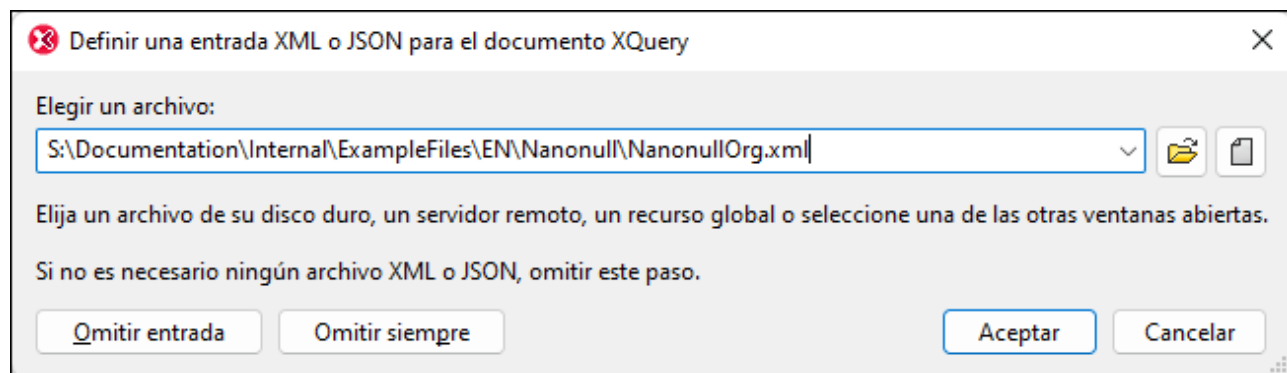 Definir una entrada XML o JSON para el documento XQuery
Elegir un archivo:
S:\Documentation\Internal\ExampleFiles\EN\Nanonull\NanonullOrg.xml
Elija un archivo de su disco duro, un servidor remoto, un recurso global o seleccione una de las otras ventanas abiertas.
Si no es necesario ningún archivo XML o JSON, omitir este paso.
Omitir entrada Omitir siempre Aceptar Cancelar